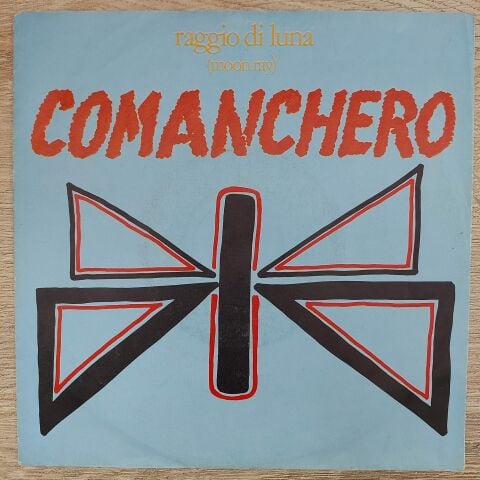 raggio di luna
(moon ray)
COMANCHERO